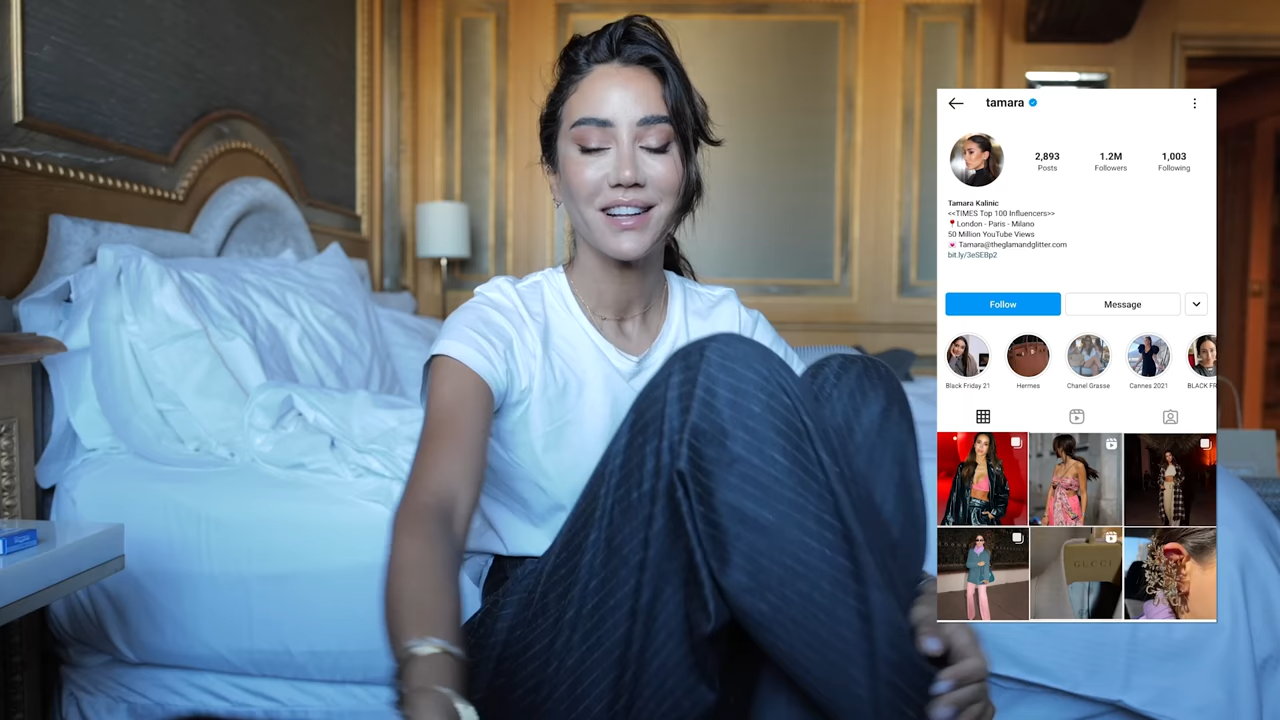 tamara
2,893
1.2M
1,003
Posts
Followers
Following
Tamara Kalinic
<<TIMES Top 100 Influencers>>
📍London - Paris - Milano
50 Million YouTube Views
💌 Tamara@theglamandglitter.com
bit.ly/3eSEBp2
Follow
Message
Black Friday 21
Hermes
Chanel Grasse
Cannes 2021
BLACK FR
GUCCI